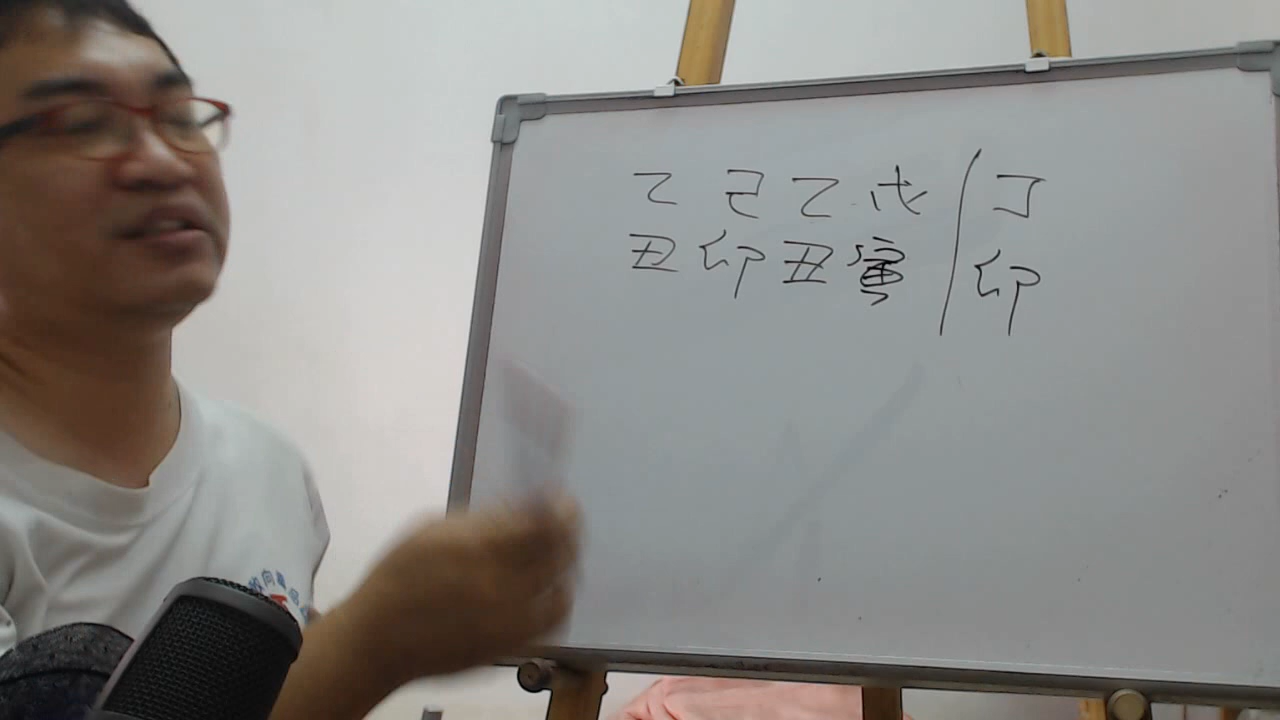 乙 己 乙 戊 丁
丑 卯 丑 寅 卯